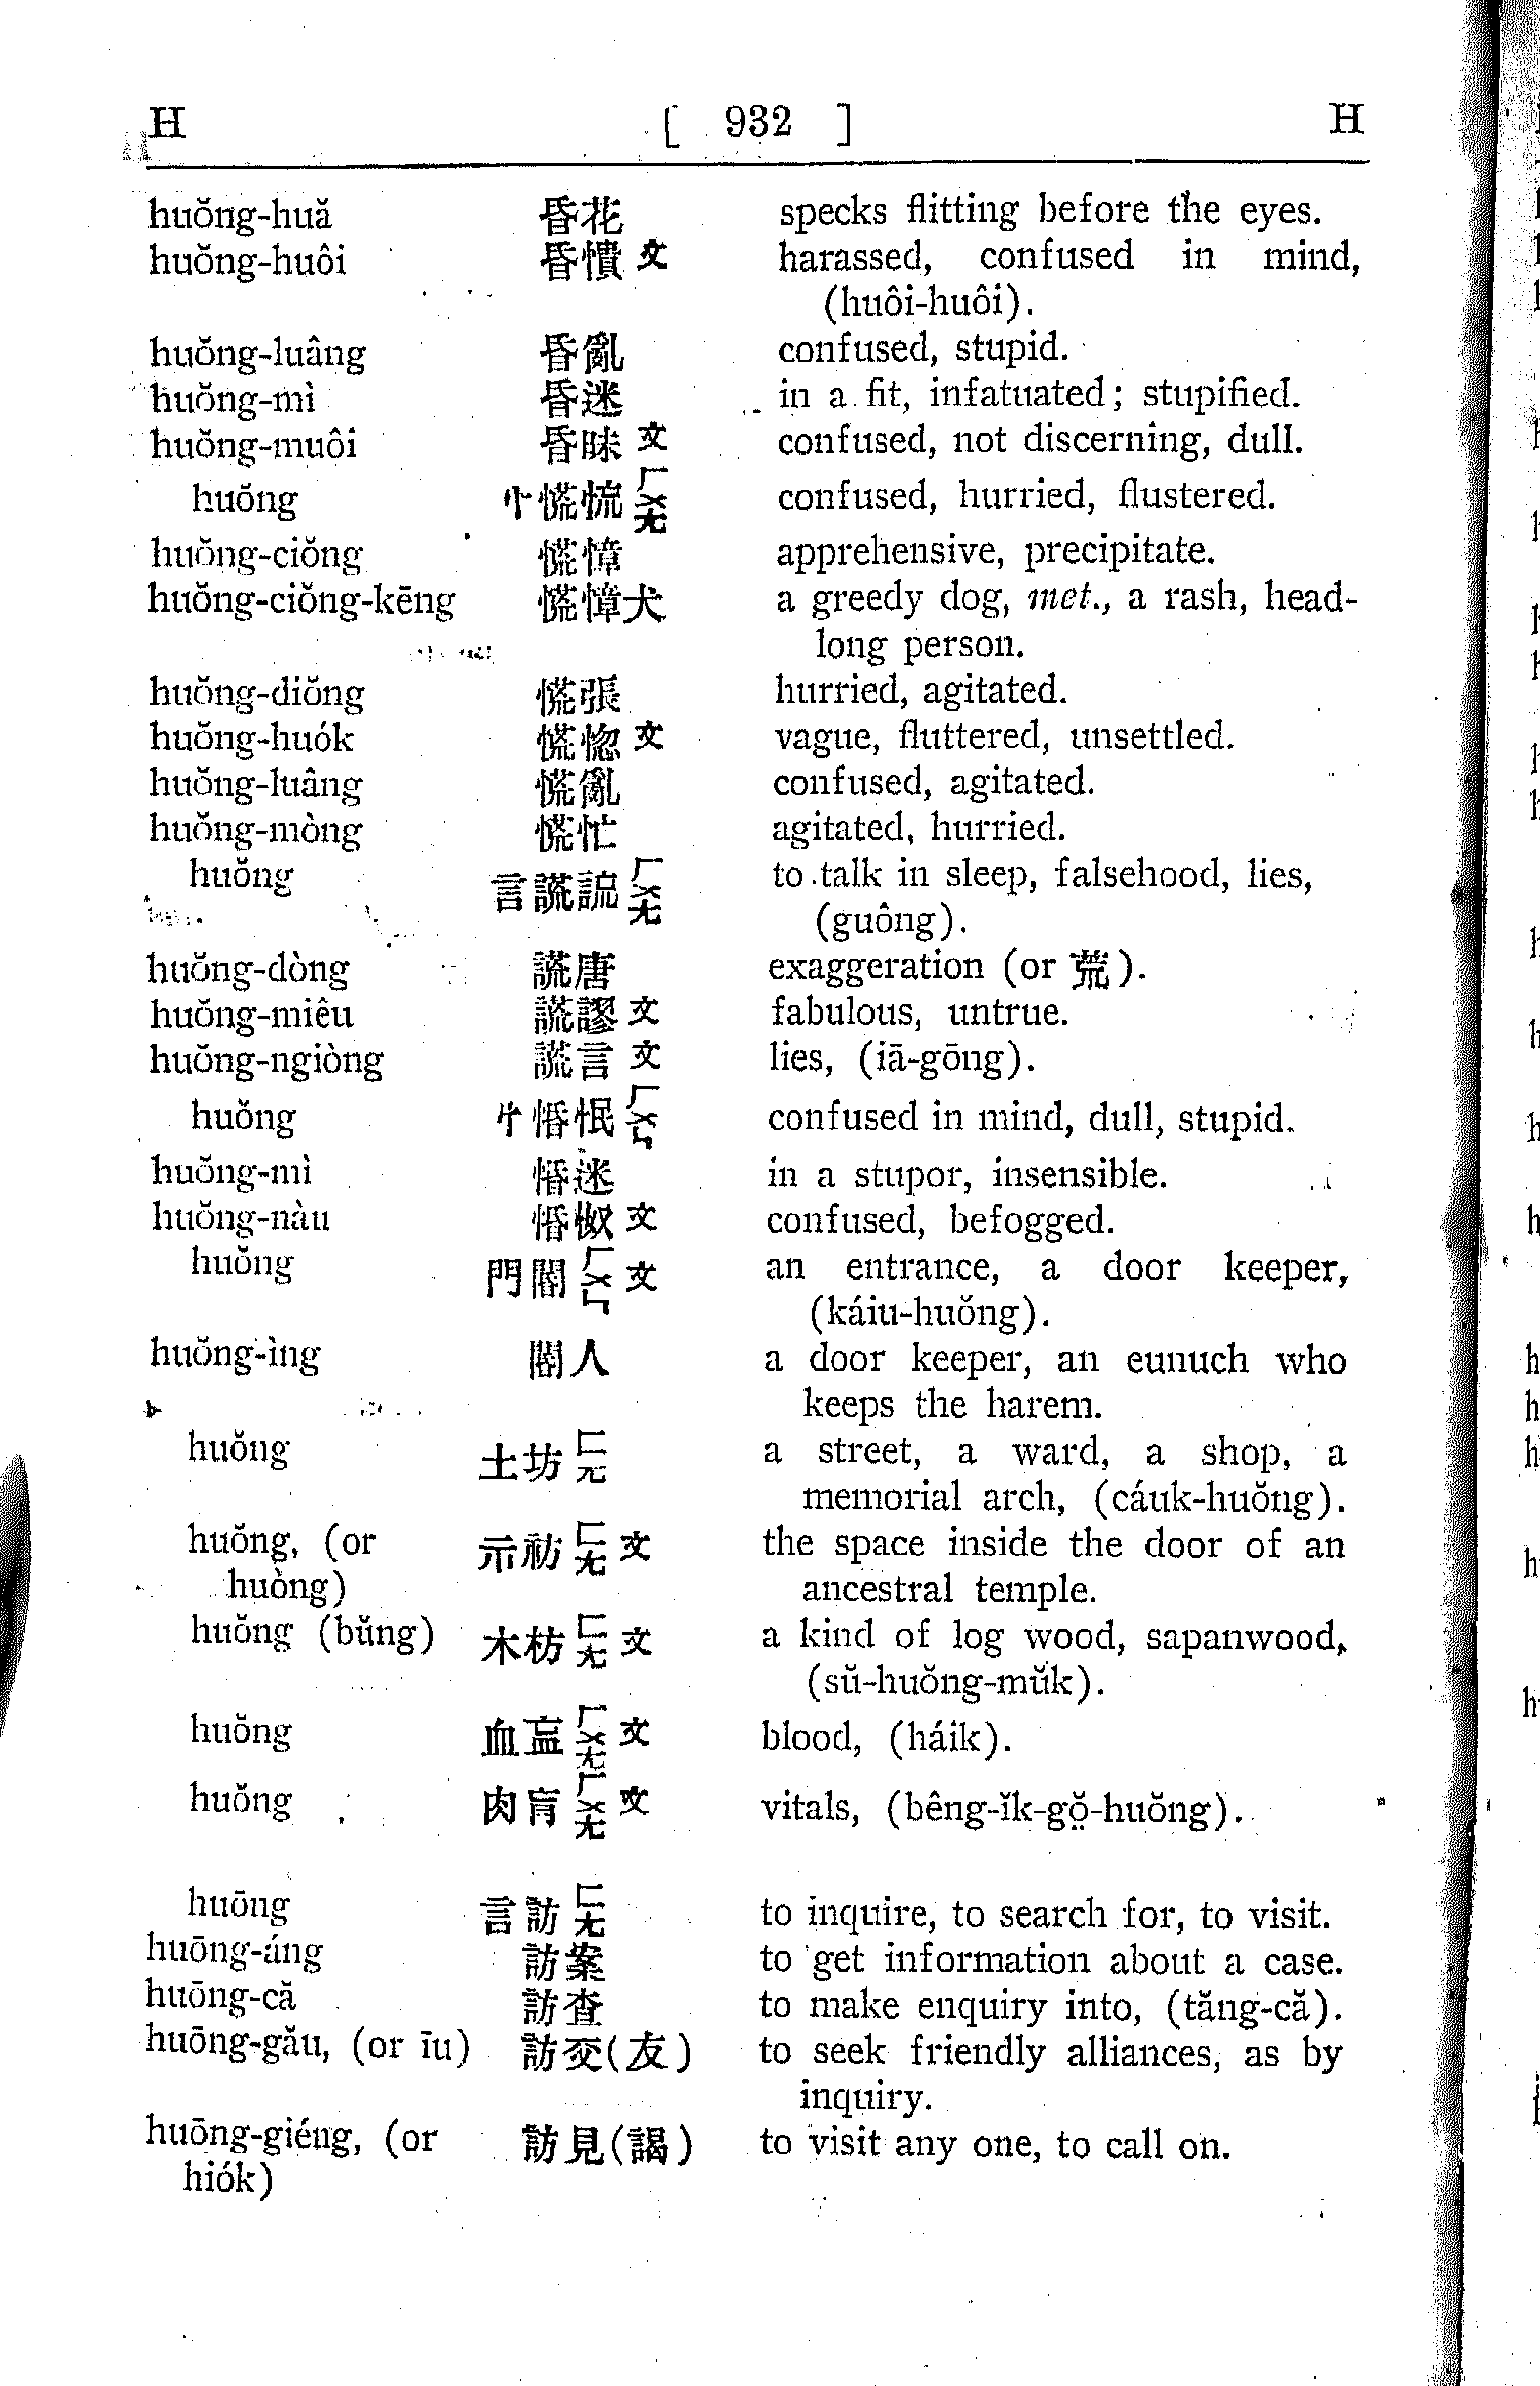 H [ 932 ] H
huŏng-huă 昏花 specks flitting before the eyes.
huŏng-huôi 昏憒 文 harassed, confused in mind,
(huôi-huôi).
huŏng-luâng 昏亂 confused, stupid.
huŏng-mì 昏迷 in a fit, infatuated; stupified.
huŏng-muôi 昏昧 文 confused, not discerning, dull.
huŏng 忄慌㤺 ㄏㄨㄤ confused, hurried, flustered.
huŏng-ciŏng 慌慞 apprehensive, precipitate.
huŏng-ciŏng-kēng 慌慞犬 a greedy dog, met., a rash, head-
long person.
huŏng-diŏng 慌張 hurried, agitated.
huŏng-huók 慌惚 文 vague, fluttered, unsettled.
huŏng-luâng 慌亂 confused, agitated.
huŏng-mòng 慌忙 agitated, hurried.
huŏng 言謊詤 ㄏㄨㄤ to talk in sleep, falsehood, lies,
(guông).
huŏng-dòng 謊唐 exaggeration (or 荒).
huŏng-miêu 謊謬 文 fabulous, untrue.
huŏng-ngiòng 謊言 文 lies, (iā-gōng).
huŏng 忄惛怋 ㄏㄨㄣ confused in mind, dull, stupid.
huŏng-mì 惛迷 in a stupor, insensible.
huŏng-nàu 惛怓 文 confused, befogged.
huŏng 門閽 ㄏㄨㄣ 文 an entrance, a door keeper,
(káiu-huŏng).
huŏng-ìng 閽人 a door keeper, an eunuch who
keeps the harem.
huŏng 土坊 ㄈㄤ a street, a ward, a shop, a
memorial arch, (cáuk-huŏng).
huŏng, (or 示祊 ㄈㄤ 文 the space inside the door of an
huòng) ancestral temple.
huŏng (bŭng) 木枋 ㄈㄤ 文 a kind of log wood, sapanwood,
(sŭ-huŏng-mŭk).
huŏng 血衁 ㄏㄨㄤ 文 blood, (háik).
huŏng 肉肓 ㄏㄨㄤ 文 vitals, (bêng-ĭk-gŏ̤-huŏng).
huōng 言訪 ㄈㄤ to inquire, to search for, to visit.
huōng-áng 訪案 to get information about a case.
huōng-că 訪查 to make enquiry into, (tăng-că).
huōng-gău, (or īu) 訪交(友) to seek friendly alliances, as by
inquiry.
huōng-giéng, (or 訪見(謁) to visit any one, to call on.
hiók)